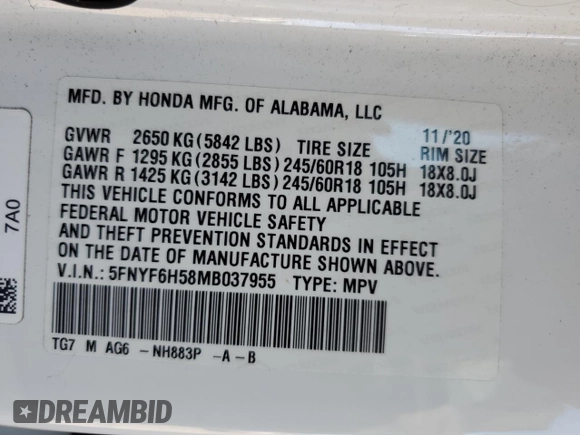 MFD. BY HONDA MFG. OF ALABAMA, LLC
GVWR 2650 KG (5842 LBS) TIRE SIZE 11/'20 RIM SIZE
GAWR F 1295 KG (2855 LBS) 245/60R18 105H 18X8.0J
GAWR R 1425 KG (3142 LBS) 245/60R18 105H 18X8.0J
THIS VEHICLE CONFORMS TO ALL APPLICABLE
FEDERAL MOTOR VEHICLE SAFETY
AND THEFT PREVENTION STANDARDS IN EFFECT
ON THE DATE OF MANUFACTURE SHOWN ABOVE.
V.I.N.: 5FNYF6H58MB037955 TYPE: MPV
TG7 M AG6 -NH883P -A-B
7A0
DREAMBID